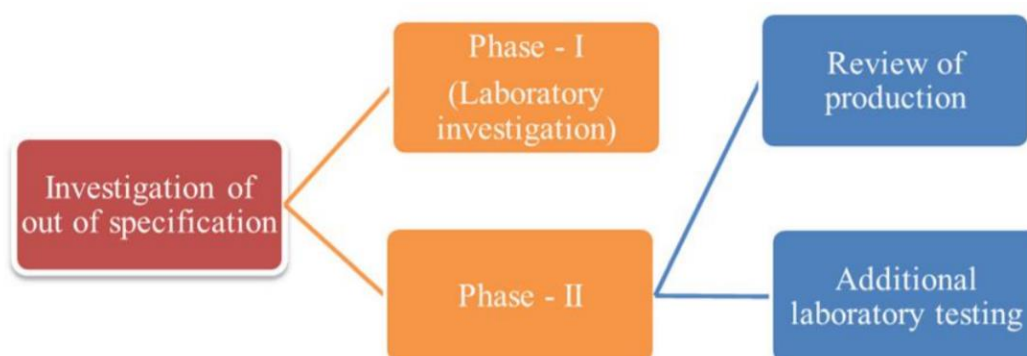 Investigation of
out of specification
Phase - I
(Laboratory
investigation)
Phase - II
Review of
production
Additional
laboratory testing